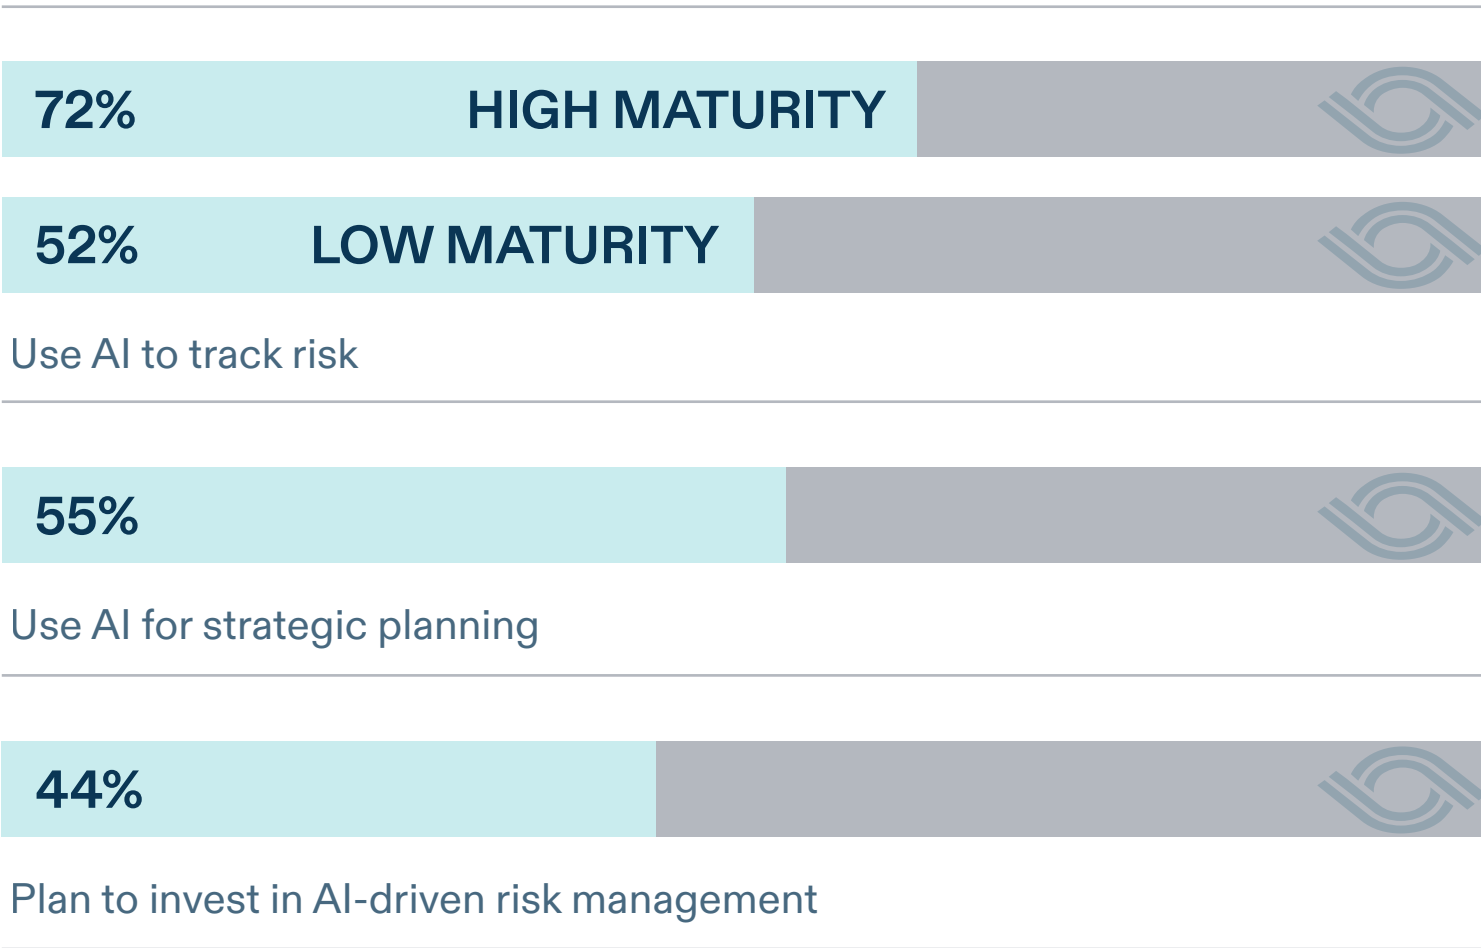 72% HIGH MATURITY
52% LOW MATURITY
Use AI to track risk
55%
Use AI for strategic planning
44%
Plan to invest in AI-driven risk management